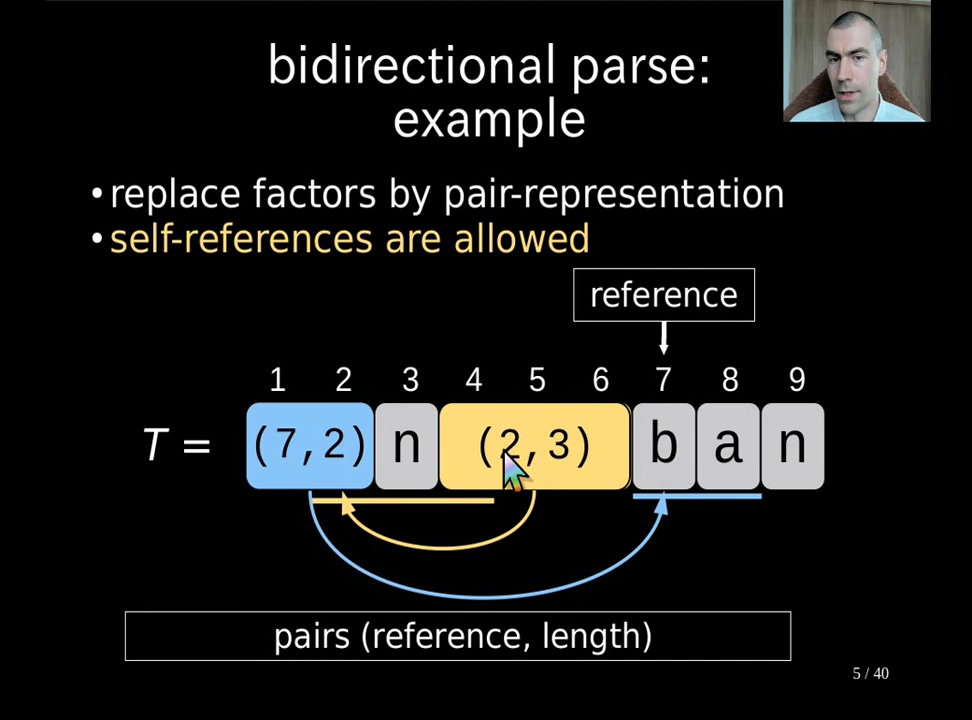 bidirectional parse:
example
• replace factors by pair-representation
• self-references are allowed
reference
1 2 3 4 5 6 7 8 9
T = (7,2) n (2,3) b a n
pairs (reference, length)
5 / 40